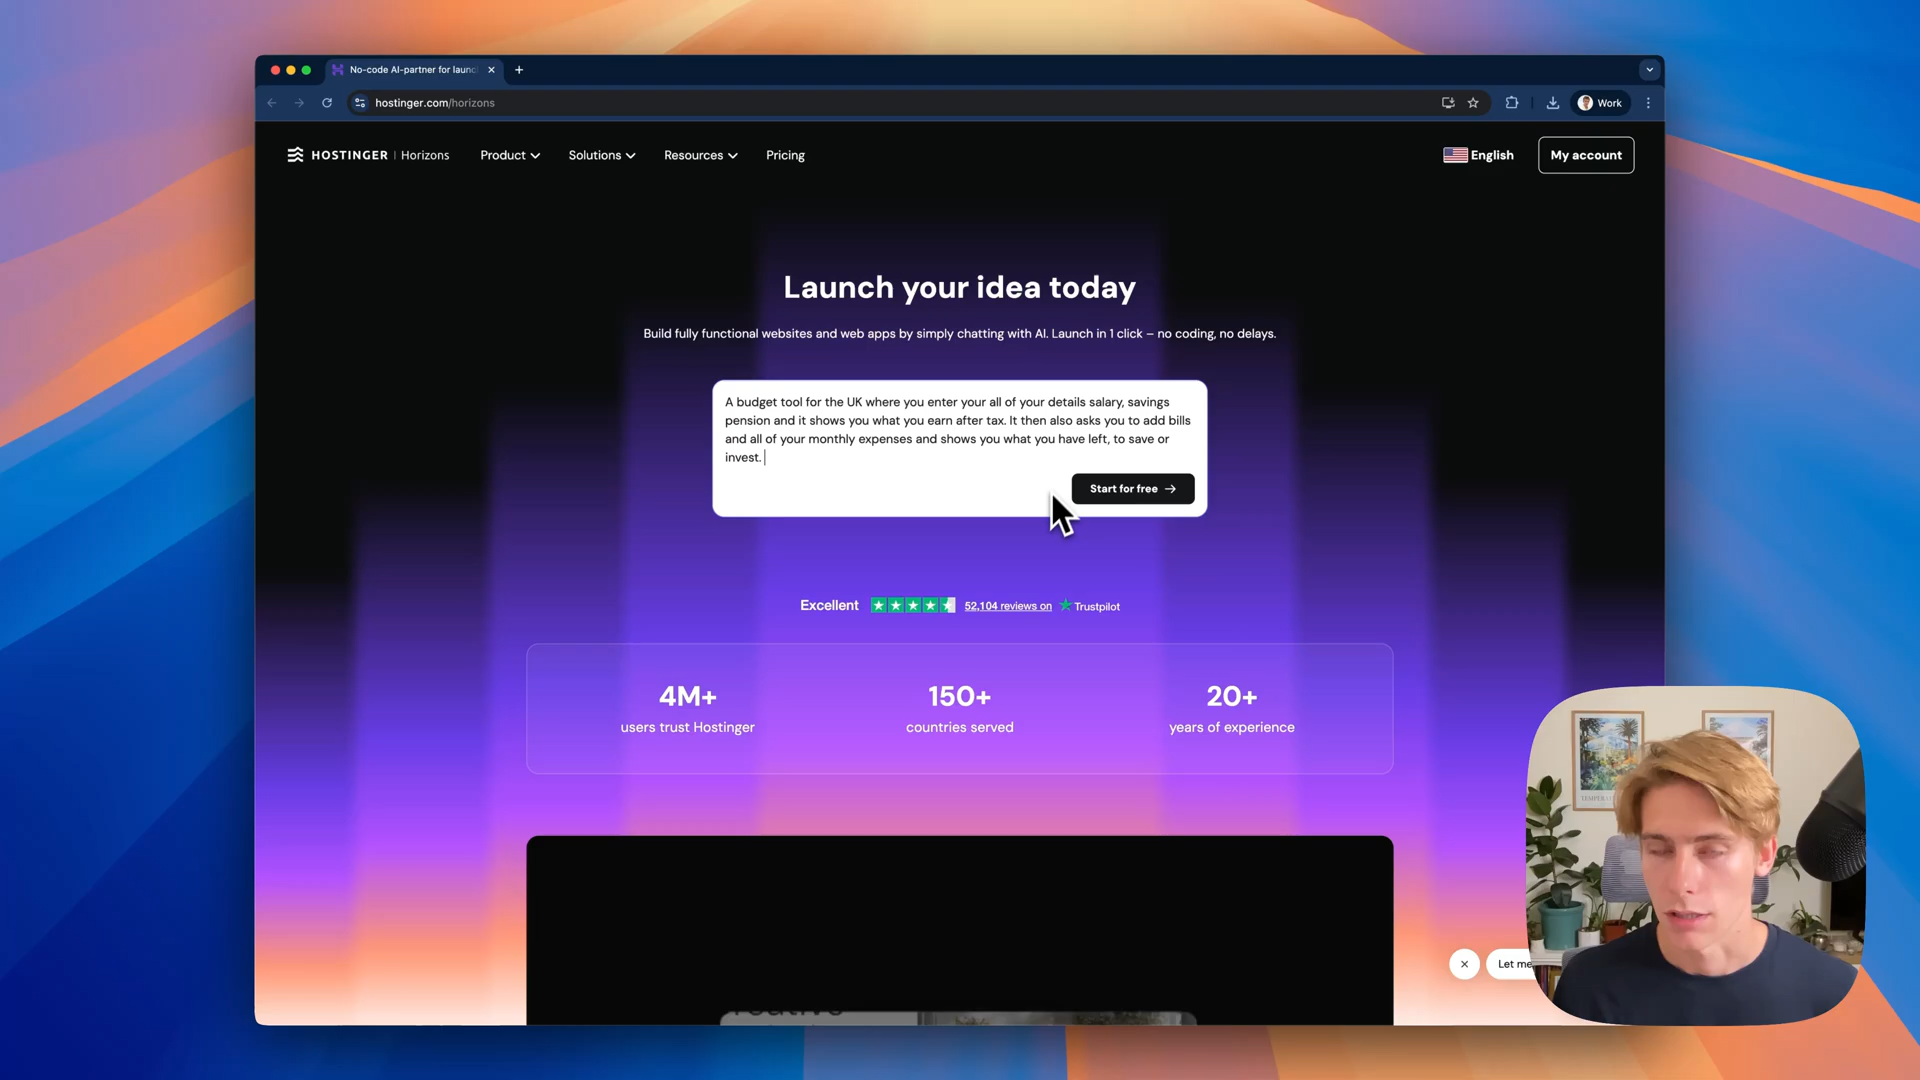 No-code AI-partner for launc
hostinger.com/horizons
Work
HOSTINGER | Horizons
Product
Solutions
Resources
Pricing
English
My account
Launch your idea today
Build fully functional websites and web apps by simply chatting with AI. Launch in 1 click – no coding, no delays.
A budget tool for the UK where you enter your all of your details salary, savings
pension and it shows you what you earn after tax. It then also asks you to add bills
and all of your monthly expenses and shows you what you have left, to save or
invest.
Start for free →
Excellent
52,104 reviews on
Trustpilot
4M+
users trust Hostinger
150+
countries served
20+
years of experience
Let me